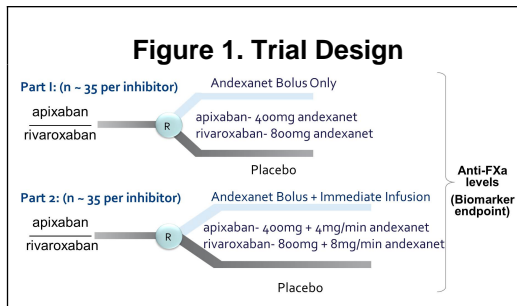 Figure 1. Trial Design
Part I: (n ~ 35 per inhibitor)
Andexanet Bolus Only
apixaban
rivaroxaban
R
apixaban- 400mg andexanet
rivaroxaban- 800mg andexanet
Placebo
Part 2: (n ~ 35 per inhibitor)
Andexanet Bolus + Immediate Infusion
apixaban
rivaroxaban
R
apixaban- 400mg + 4mg/min andexanet
rivaroxaban- 800mg + 8mg/min andexanet
Placebo
Anti-FXa
levels
(Biomarker
endpoint)